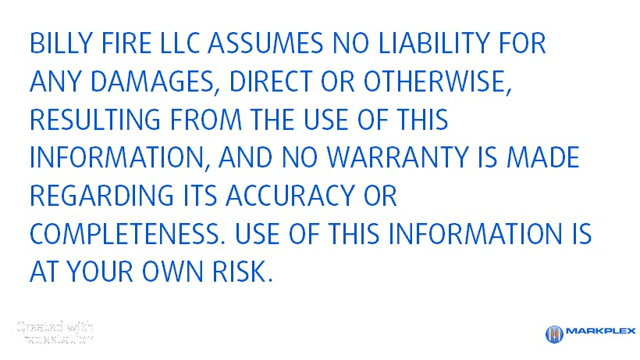 BILLY FIRE LLC ASSUMES NO LIABILITY FOR
ANY DAMAGES, DIRECT OR OTHERWISE,
RESULTING FROM THE USE OF THIS
INFORMATION, AND NO WARRANTY IS MADE
REGARDING ITS ACCURACY OR
COMPLETENESS. USE OF THIS INFORMATION IS
AT YOUR OWN RISK.
Created with
MARKPLEX